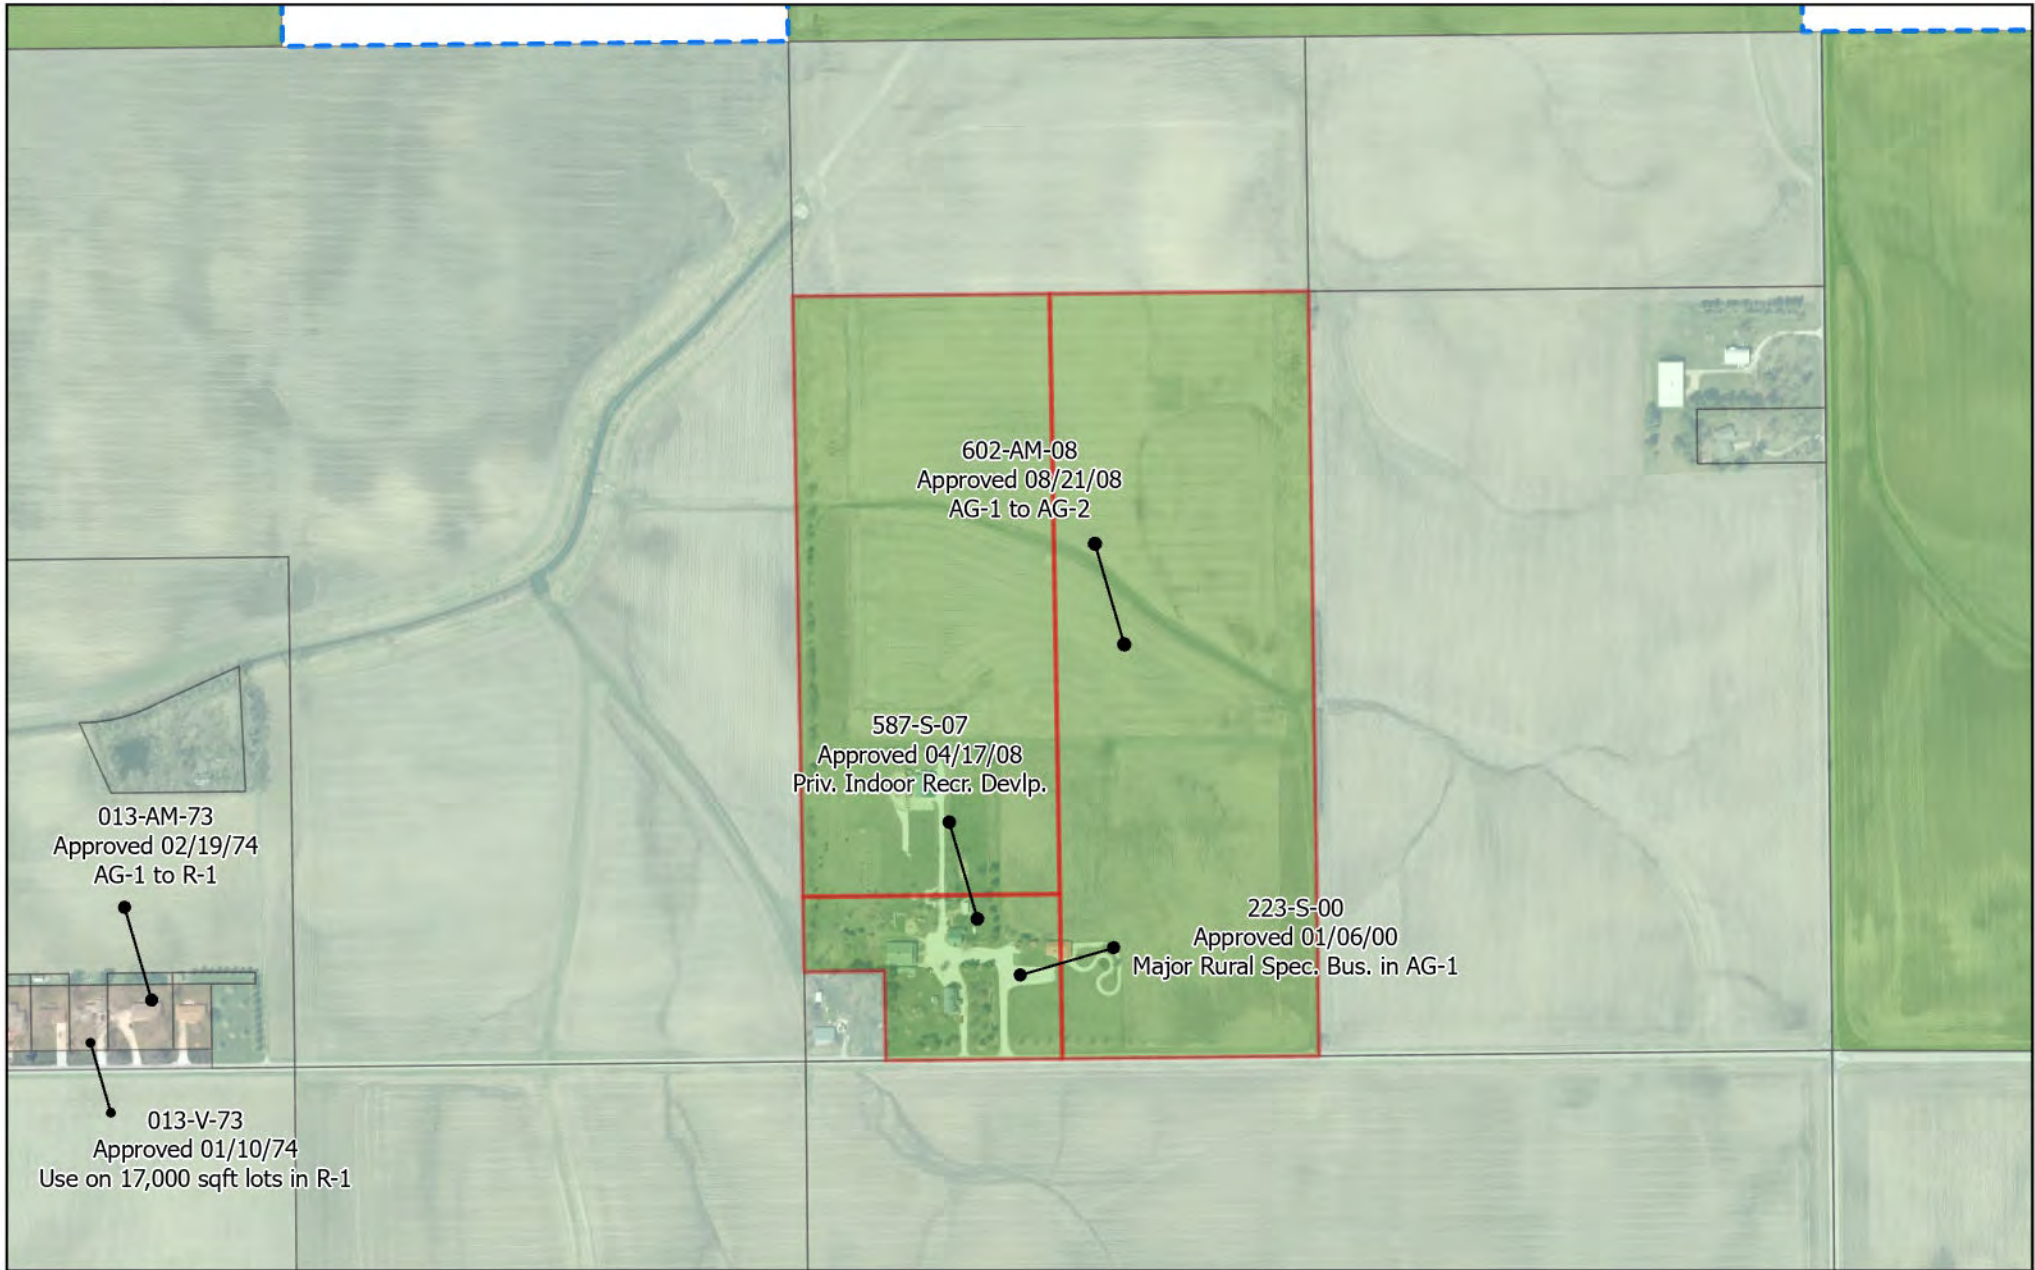 602-AM-08
Approved 08/21/08
AG-1 to AG-2
587-S-07
Approved 04/17/08
Priv. Indoor Recr. Devlp.
013-AM-73
Approved 02/19/74
AG-1 to R-1
223-S-00
Approved 01/06/00
Major Rural Spec. Bus. in AG-1
013-V-73
Approved 01/10/74
Use on 17,000 sqft lots in R-1